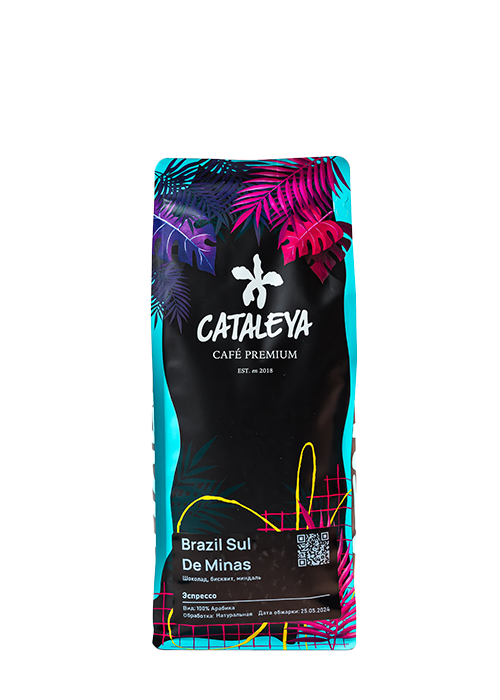 CATALEYA
CAFÉ PREMIUM
EST. in 2018
Brazil Sul
De Minas
Шоколад, бисквит, миндаль
Эспрессо
Вид: 100% Арабика
Обработка: Натуральная Дата обжарки: 25.05.2024